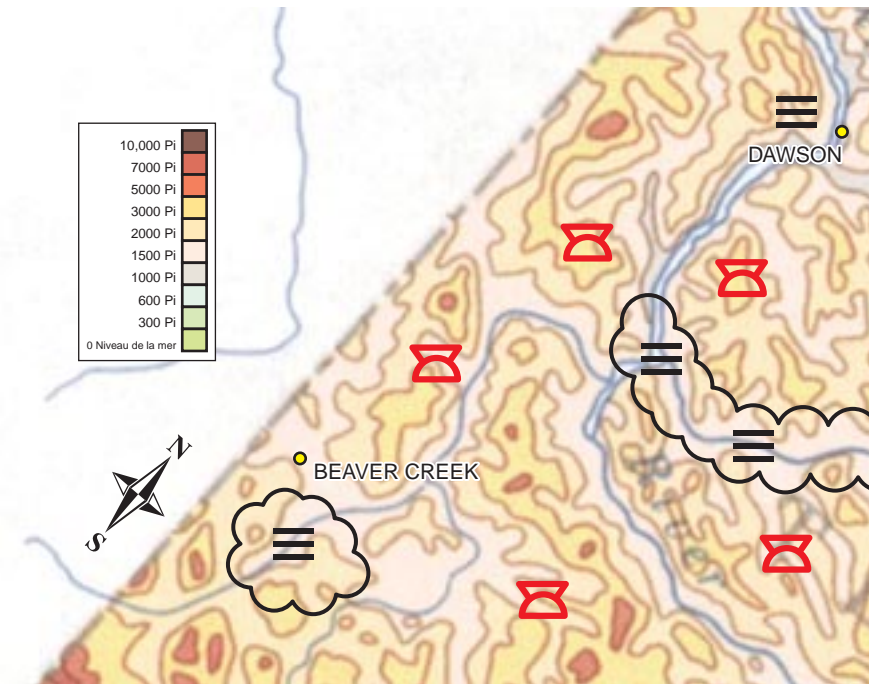 DAWSON
10,000 Pi
7000 Pi
5000 Pi
3000 Pi
2000 Pi
1500 Pi
1000 Pi
600 Pi
300 Pi
0 Niveau de la mer
N
S
BEAVER CREEK
River